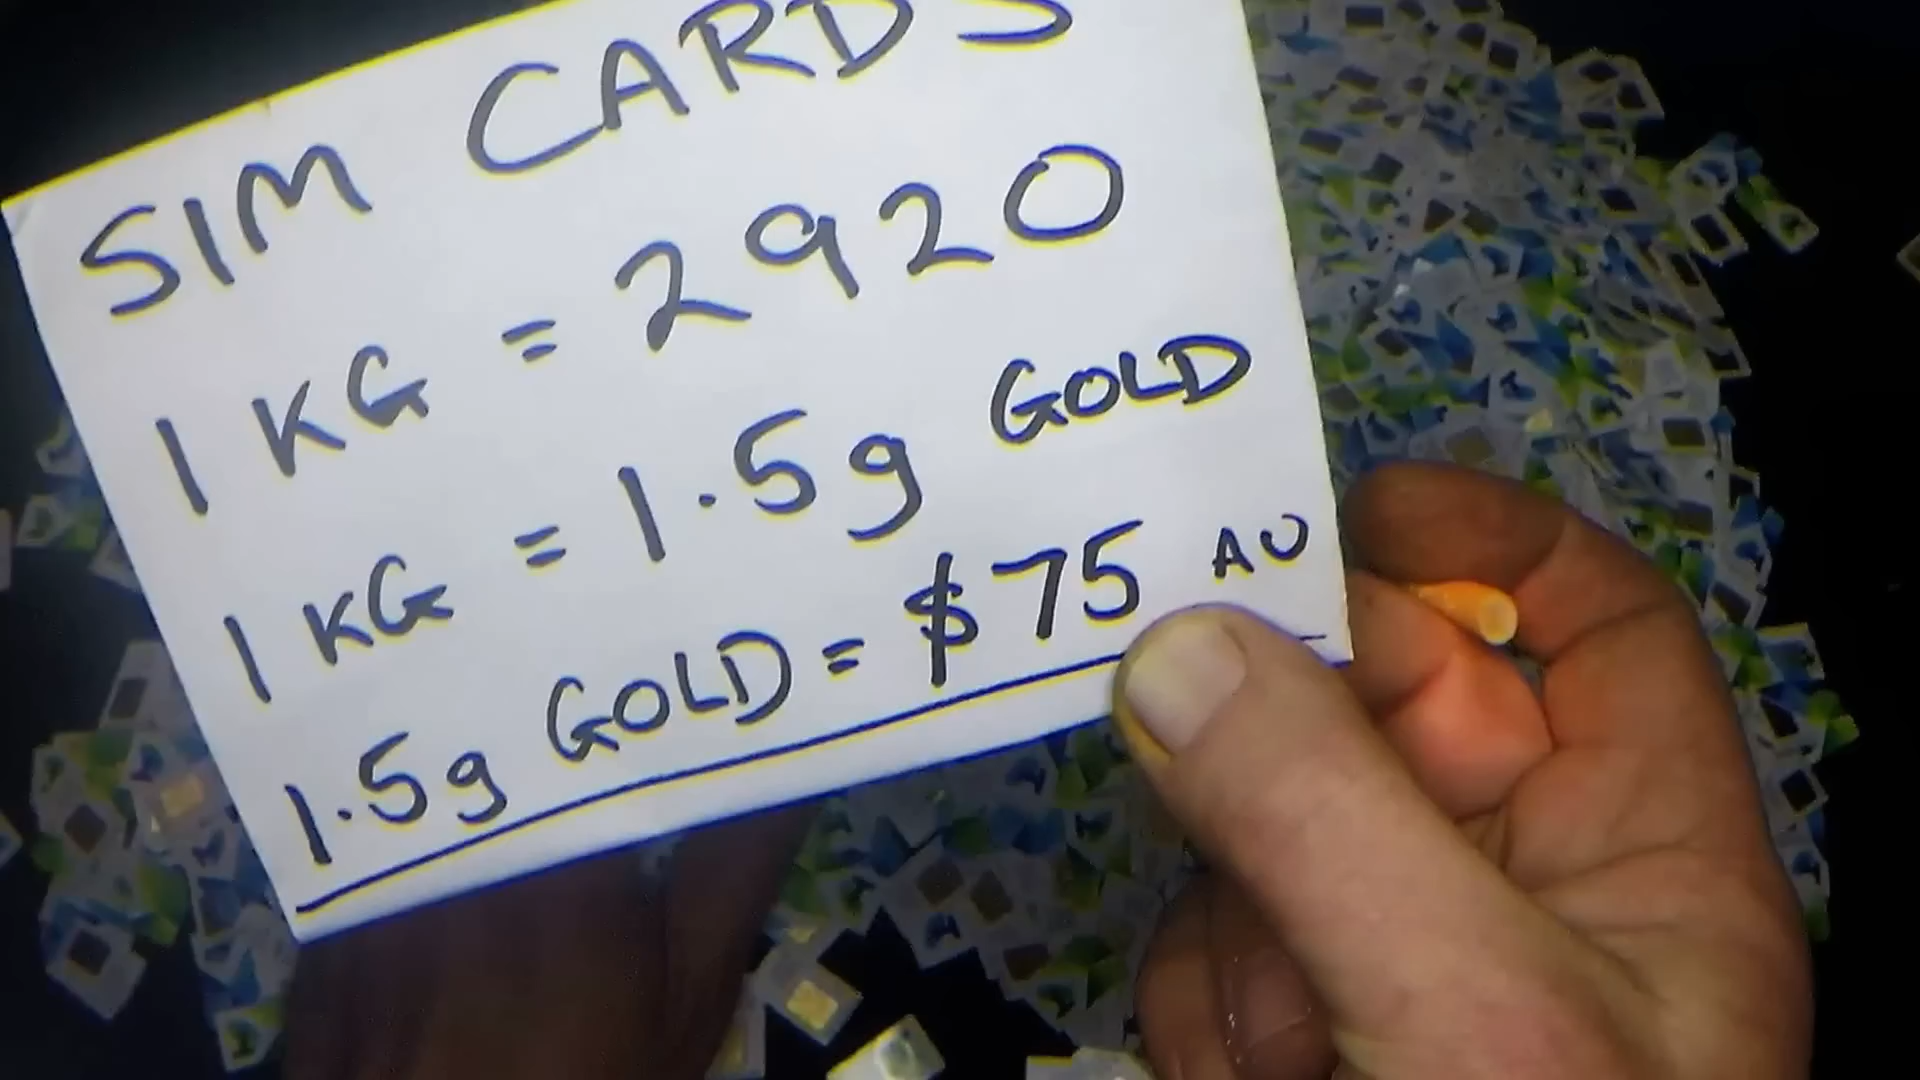 SIM CARDS
1 KG = 2920
1 KG = 1.5g GOLD
1.5g GOLD = $75 AU